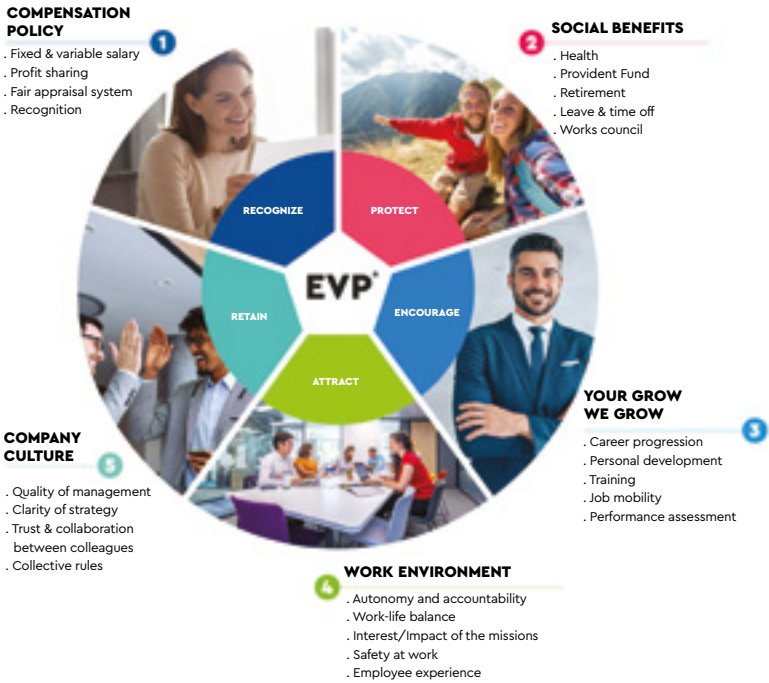 COMPENSATION
POLICY
1
. Fixed & variable salary
. Profit sharing
. Fair appraisal system
. Recognition
2
SOCIAL BENEFITS
. Health
. Provident Fund
. Retirement
. Leave & time off
. Works council
RECOGNIZE
PROTECT
EVP*
RETAIN
ENCOURAGE
ATTRACT
YOUR GROW
WE GROW
3
. Career progression
. Personal development
. Training
. Job mobility
. Performance assessment
COMPANY
CULTURE
5
. Quality of management
. Clarity of strategy
. Trust & collaboration
between colleagues
. Collective rules
4
WORK ENVIRONMENT
. Autonomy and accountability
. Work-life balance
. Interest/Impact of the missions
. Safety at work
. Employee experience